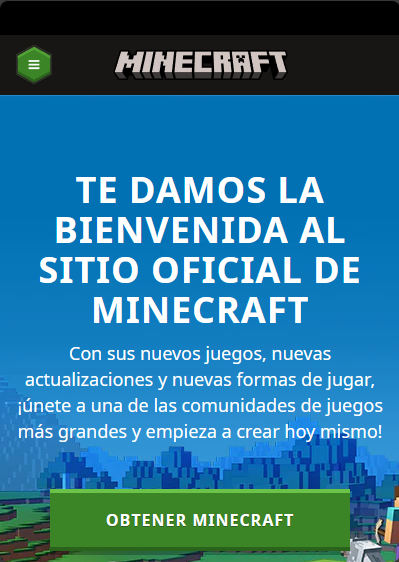 MINECRAFT
TE DAMOS LA
BIENVENIDA AL
SITIO OFICIAL DE
MINECRAFT
Con sus nuevos juegos, nuevas
actualizaciones y nuevas formas de jugar,
¡únete a una de las comunidades de juegos
más grandes y empieza a crear hoy mismo!
OBTENER MINECRAFT